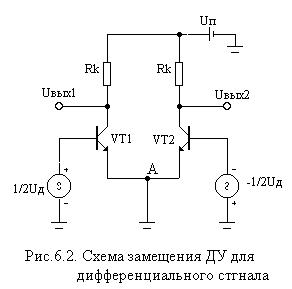 Uп
Rk Rk
Uвых1 Uвых2
VT1 VT2
A
1/2Uд -1/2Uд
Рис.6.2. Схема замещения ДУ для
дифференциального стгнала